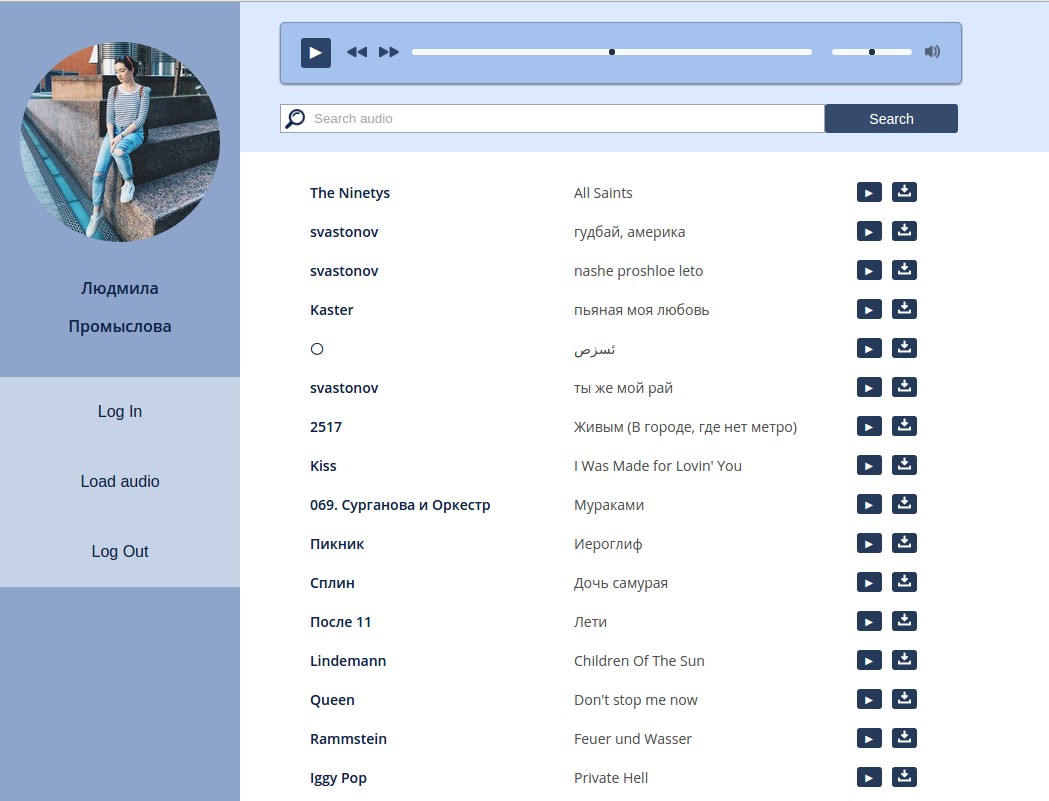 Search audio
Search
Людмила
Промыслова
Log In
Load audio
Log Out
The Ninetys All Saints
svastonov гудбай, америка
svastonov nashe proshloe leto
Kaster пьяная моя любовь
〇 ئسزص
svastonov ты же мой рай
2517 Живым (В городе, где нет метро)
Kiss I Was Made for Lovin' You
069. Сурганова и Оркестр Мураками
Пикник Иероглиф
Сплин Дочь самурая
После 11 Лети
Lindemann Children Of The Sun
Queen Don't stop me now
Rammstein Feuer und Wasser
Iggy Pop Private Hell